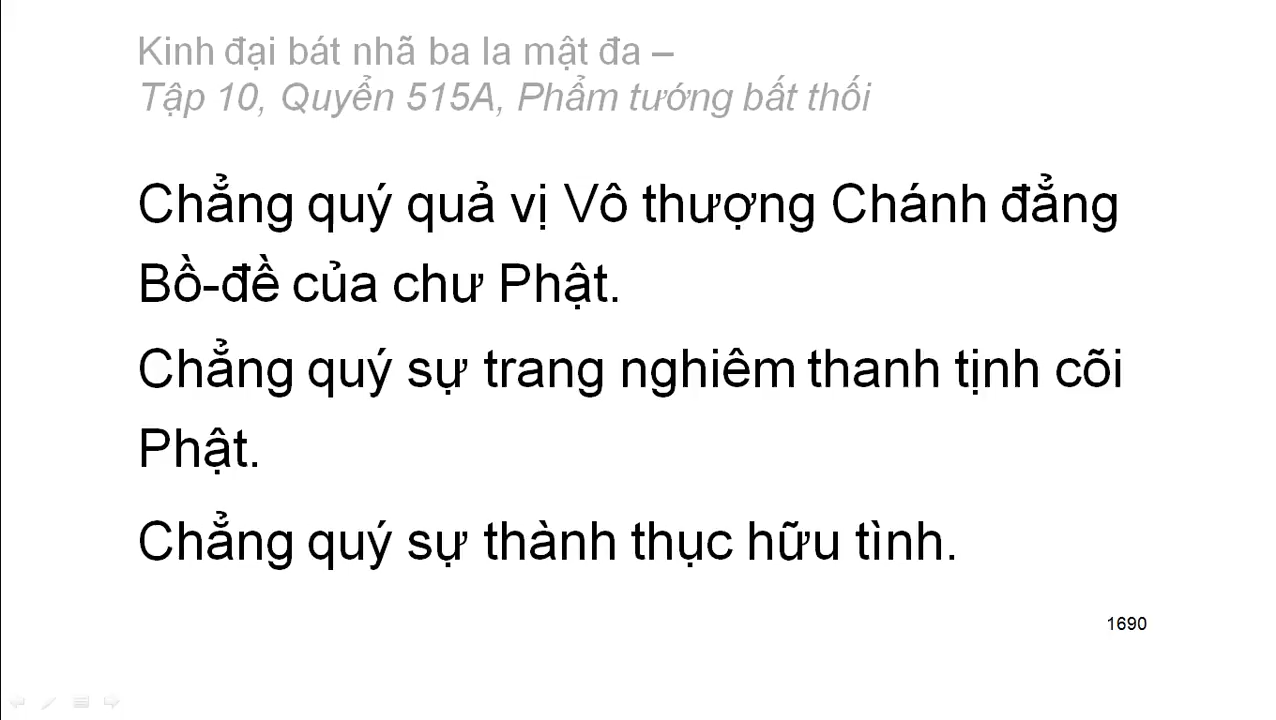 Kinh đại bát nhã ba la mật đa –
Tập 10, Quyển 515A, Phẩm tướng bất thối
Chẳng quý quả vị Vô thượng Chánh đẳng
Bồ-đề của chư Phật.
Chẳng quý sự trang nghiêm thanh tịnh cõi
Phật.
Chẳng quý sự thành thục hữu tình.
1690